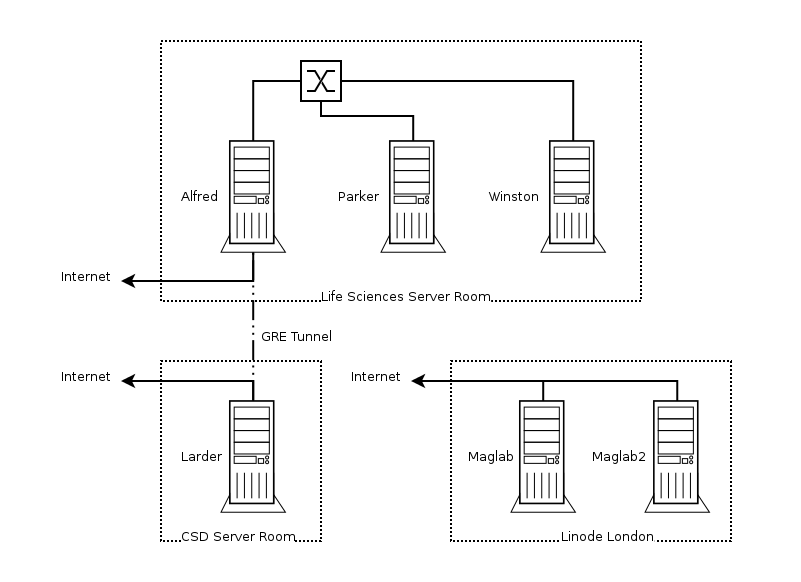 Alfred
Parker
Winston
Internet
Life Sciences Server Room
GRE Tunnel
Internet
Internet
Larder
Maglab
Maglab2
CSD Server Room
Linode London